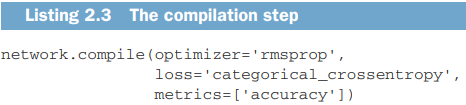 Listing 2.3 The compilation step
network.compile(optimizer='rmsprop',
loss='categorical_crossentropy',
metrics=['accuracy'])